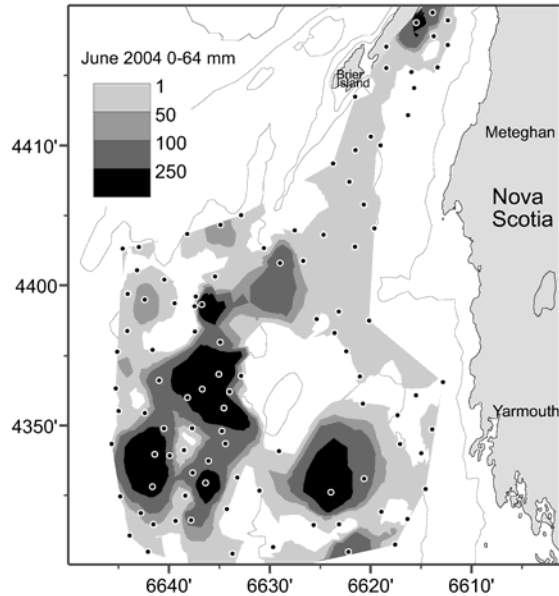 June 2004 0-64 mm
1
50
100
250
Brier
Island
Meteghan
Nova
Scotia
Yarmouth
4410'
4400'
4350'
6640'
6630'
6620'
6610'